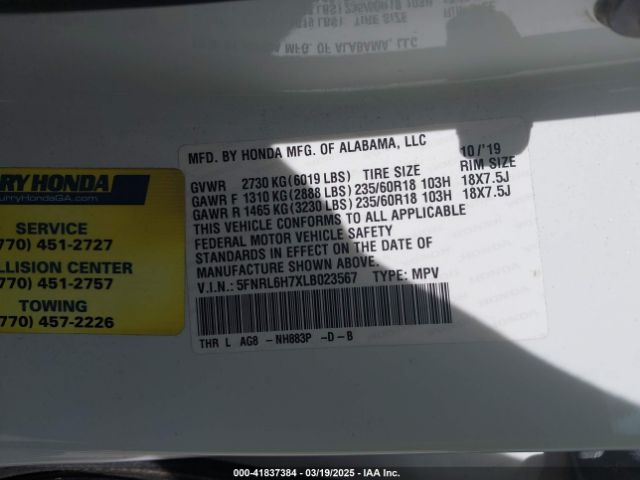 MFD. BY HONDA MFG. OF ALABAMA, LLC 10/'19
GVWR 2730 KG (6019 LBS) TIRE SIZE RIM SIZE
GAWR F 1310 KG (2888 LBS) 235/60R18 103H 18X7.5J
GAWR R 1465 KG (3230 LBS) 235/60R18 103H 18X7.5J
THIS VEHICLE CONFORMS TO ALL APPLICABLE
FEDERAL MOTOR VEHICLE SAFETY
STANDARDS IN EFFECT ON THE DATE OF
MANUFACTURE SHOWN ABOVE.
V.I.N.: 5FNRL6H7XLB023567 TYPE: MPV
THR L AG8 -NH883P -D-B
RRY HONDA
urryHondaGA.com
SERVICE
770) 451-2727
LLISION CENTER
770) 451-2757
TOWING
770) 457-2226
000-41837384 | 03/19/2025 - IAA Inc.